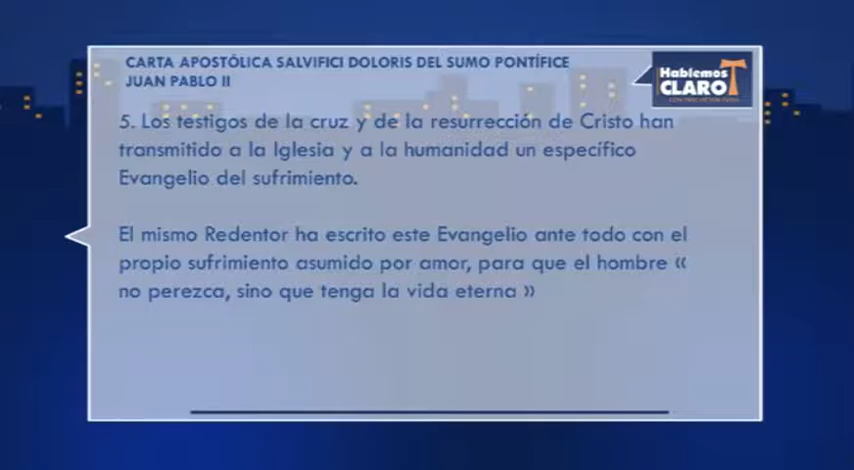 CARTA APOSTÓLICA SALVIFICI DOLORIS DEL SUMO PONTÍFICE
JUAN PABLO II
Hablemos
CLARO
5. Los testigos de la cruz y de la resurrección de Cristo han
transmitido a la Iglesia y a la humanidad un específico
Evangelio del sufrimiento.
El mismo Redentor ha escrito este Evangelio ante todo con el
propio sufrimiento asumido por amor, para que el hombre «
no perezca, sino que tenga la vida eterna »